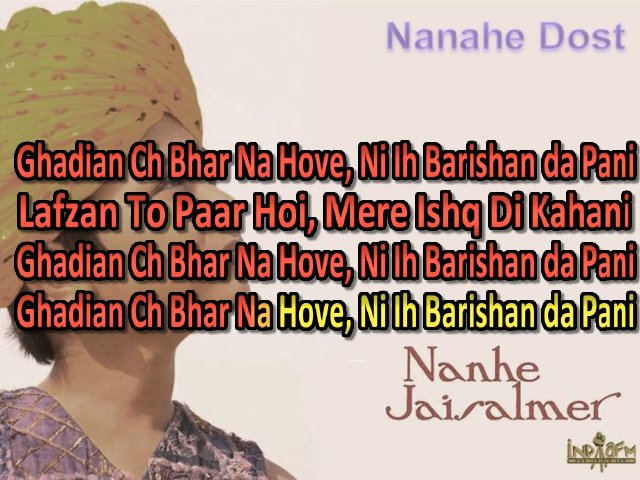 Nanahe Dost
Ghadian Ch Bhar Na Hove, Ni Ih Barishan da Pani
Lafzan To Paar Hoi, Mere Ishq Di Kahani
Ghadian Ch Bhar Na Hove, Ni Ih Barishan da Pani
Ghadian Ch Bhar Na Hove, Ni Ih Barishan da Pani
Nanhe
Jaisalmer
INDIAFM